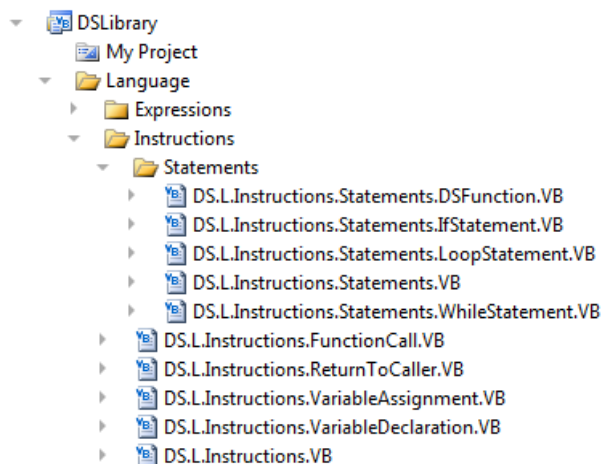 DSLibrary
My Project
Language
Expressions
Instructions
Statements
DS.L.Instructions.Statements.DSFunction.VB
DS.L.Instructions.Statements.IfStatement.VB
DS.L.Instructions.Statements.LoopStatement.VB
DS.L.Instructions.Statements.VB
DS.L.Instructions.Statements.WhileStatement.VB
DS.L.Instructions.FunctionCall.VB
DS.L.Instructions.ReturnToCaller.VB
DS.L.Instructions.VariableAssignment.VB
DS.L.Instructions.VariableDeclaration.VB
DS.L.Instructions.VB